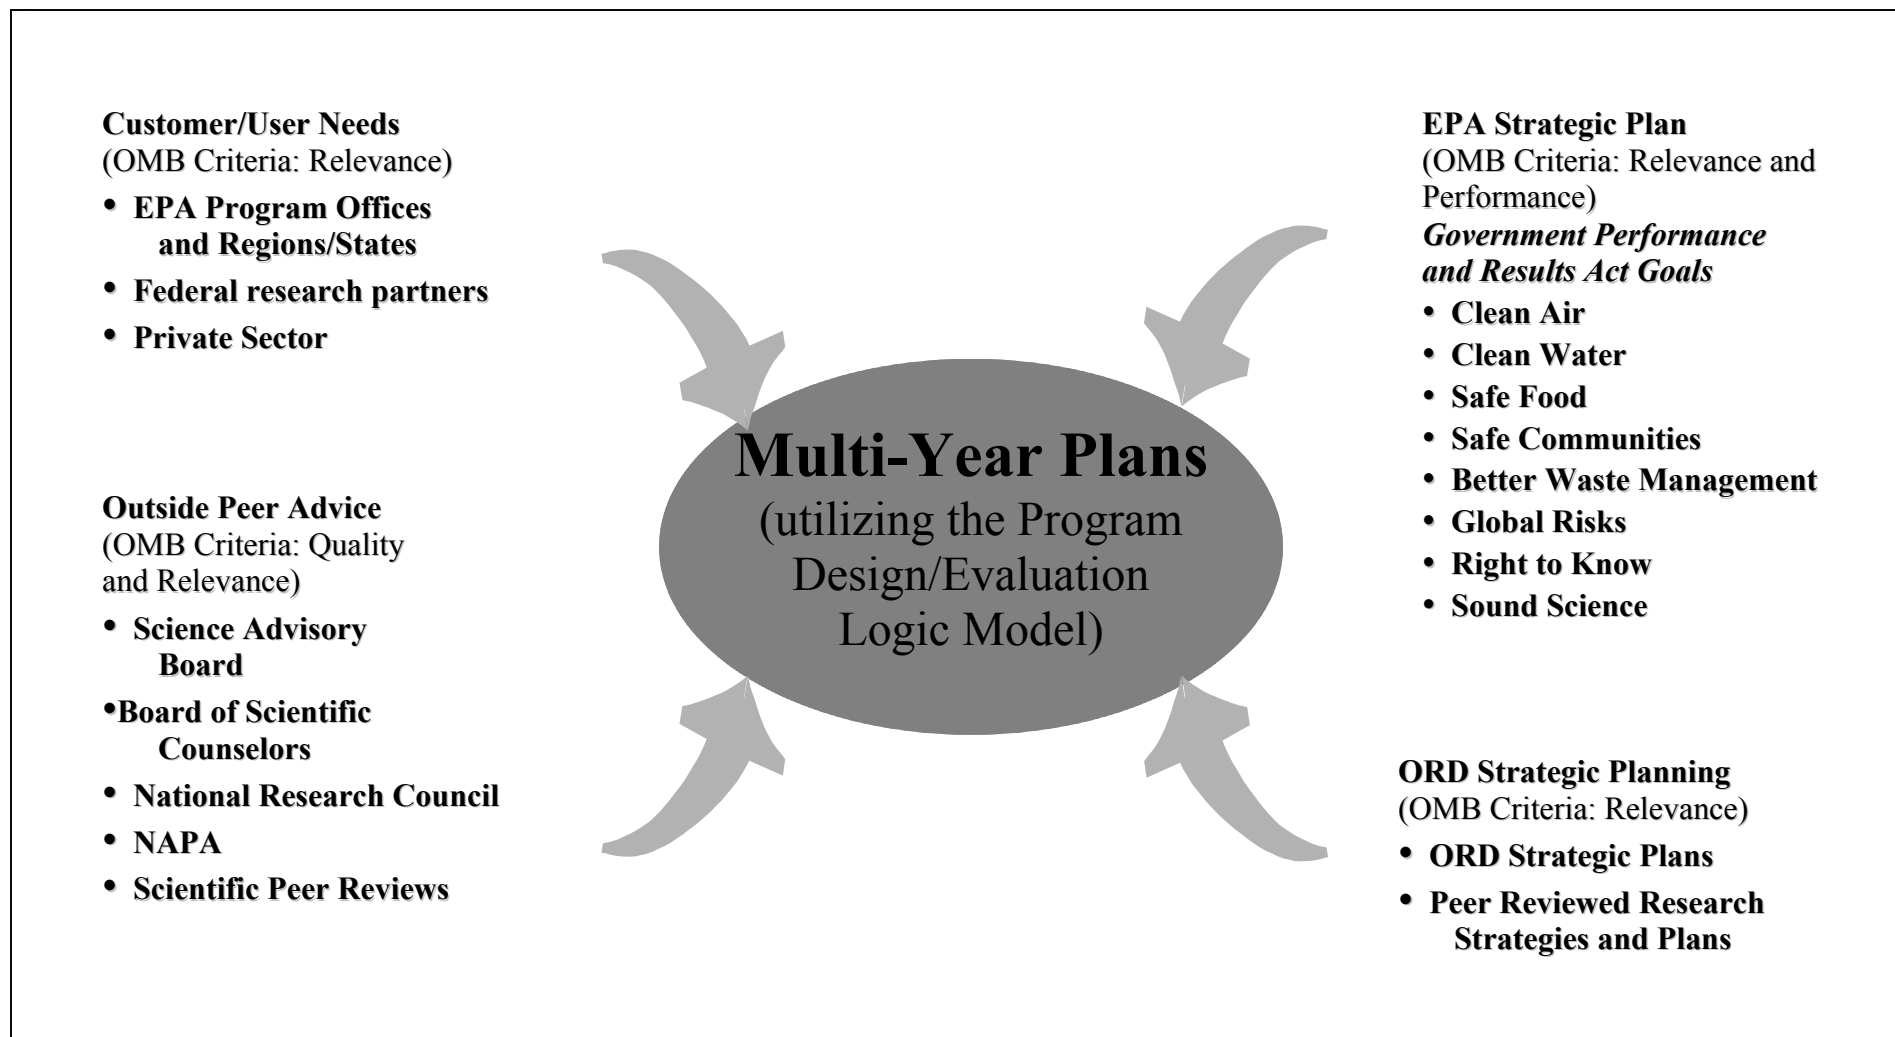 Customer/User Needs
(OMB Criteria: Relevance)
• EPA Program Offices
and Regions/States
• Federal research partners
• Private Sector
Outside Peer Advice
(OMB Criteria: Quality
and Relevance)
• Science Advisory
Board
•Board of Scientific
Counselors
• National Research Council
• NAPA
• Scientific Peer Reviews
Multi-Year Plans
(utilizing the Program
Design/Evaluation
Logic Model)
EPA Strategic Plan
(OMB Criteria: Relevance and
Performance)
Government Performance
and Results Act Goals
• Clean Air
• Clean Water
• Safe Food
• Safe Communities
• Better Waste Management
• Global Risks
• Right to Know
• Sound Science
ORD Strategic Planning
(OMB Criteria: Relevance)
• ORD Strategic Plans
• Peer Reviewed Research
Strategies and Plans